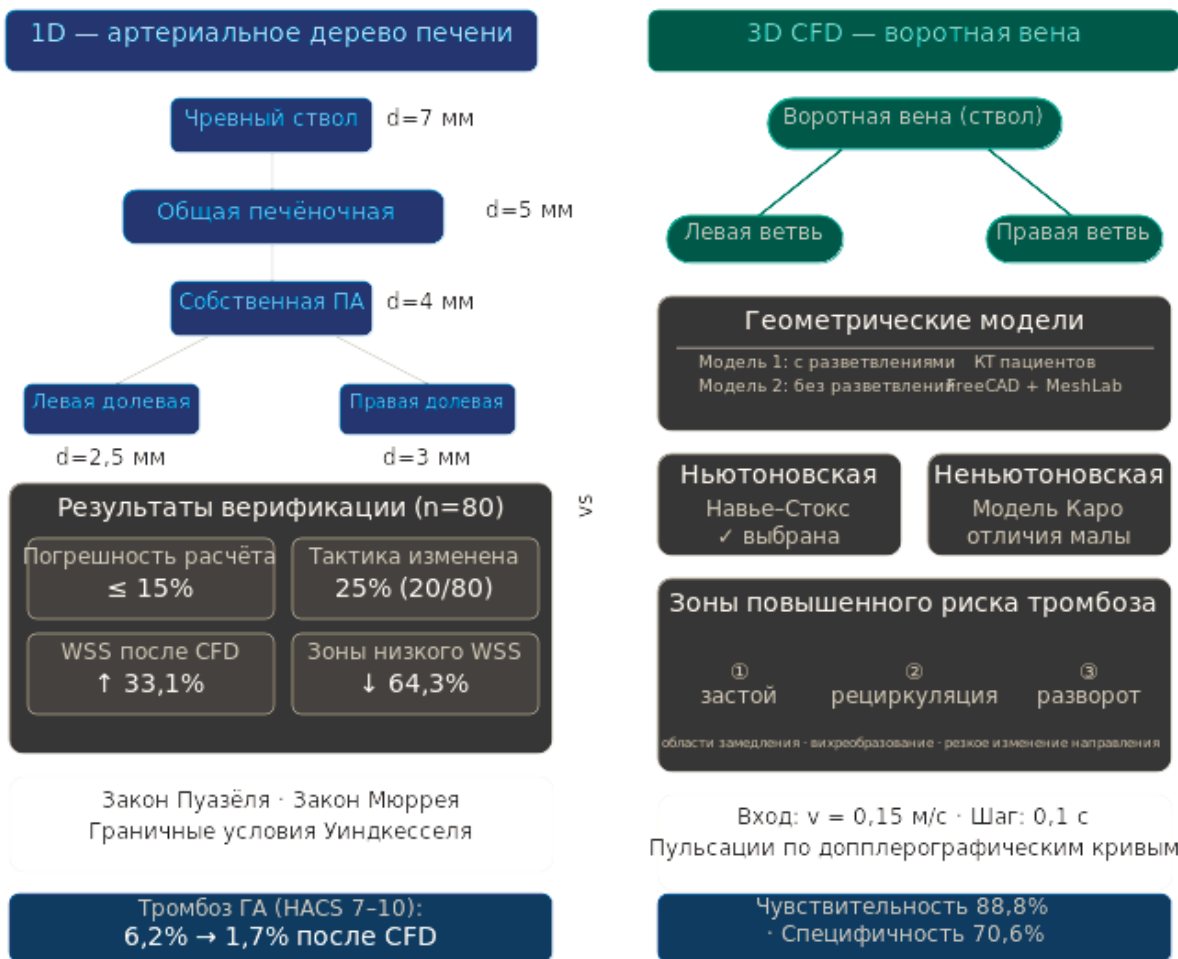 1D — артериальное дерево печени
Чревный ствол
d=7 мм
Общая печёночная
d=5 мм
Собственная ПА
d=4 мм
Левая долевая
Правая долевая
d=2,5 мм
d=3 мм
Результаты верификации (n=80)
Погрешность расчёта
≤ 15%
Тактика изменена
25% (20/80)
WSS после CFD
↑ 33,1%
Зоны низкого WSS
↓ 64,3%
Закон Пуазёля · Закон Мюррея
Граничные условия Уиндкесселя
Тромбоз ГА (HACS 7–10):
6,2% → 1,7% после CFD
vs
3D CFD — воротная вена
Воротная вена (ствол)
Левая ветвь
Правая ветвь
Геометрические модели
Модель 1: с разветвлениями КТ пациентов
Модель 2: без разветвлений FreeCAD + MeshLab
Ньютоновская
Навье–Стокс
✓ выбрана
Неньютоновская
Модель Каро
отличия малы
Зоны повышенного риска тромбоза
①
застой
②
рециркуляция
③
разворот
области замедления · вихреобразование · резкое изменение направления
Вход: v = 0,15 м/с · Шаг: 0,1 с
Пульсации по допплерографическим кривым
Чувствительность 88,8%
· Специфичность 70,6%